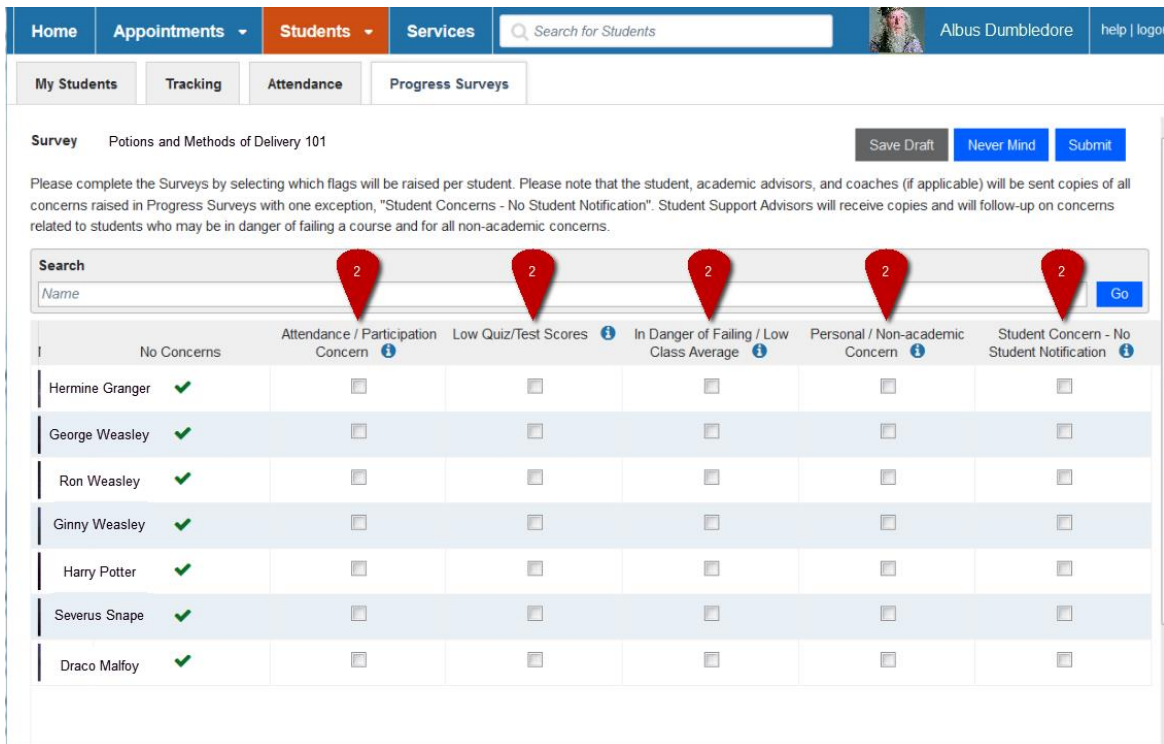 Home Appointments Students Services Search for Students Albus Dumbledore help | logou
My Students Tracking Attendance Progress Surveys
Survey Potions and Methods of Delivery 101 Save Draft Never Mind Submit
Please complete the Surveys by selecting which flags will be raised per student. Please note that the student, academic advisors, and coaches (if applicable) will be sent copies of all
concerns raised in Progress Surveys with one exception, "Student Concerns - No Student Notification". Student Support Advisors will receive copies and will follow-up on concerns
related to students who may be in danger of failing a course and for all non-academic concerns.
Search
2 2 2 2 2
Name Go
No Concerns
Attendance / Participation
Concern
Low Quiz/Test Scores
In Danger of Failing / Low
Class Average
Personal / Non-academic
Concern
Student Concern - No
Student Notification
Hermine Granger
George Weasley
Ron Weasley
Ginny Weasley
Harry Potter
Severus Snape
Draco Malfoy